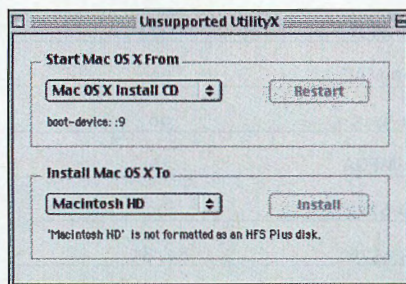 Unsupported UtilityX
Start Mac OS X From
Mac OS X Install CD
Restart
boot-device: :9
Install Mac OS X To
Macintosh HD
Install
'Macintosh HD' is not formatted as an HFS Plus disk.